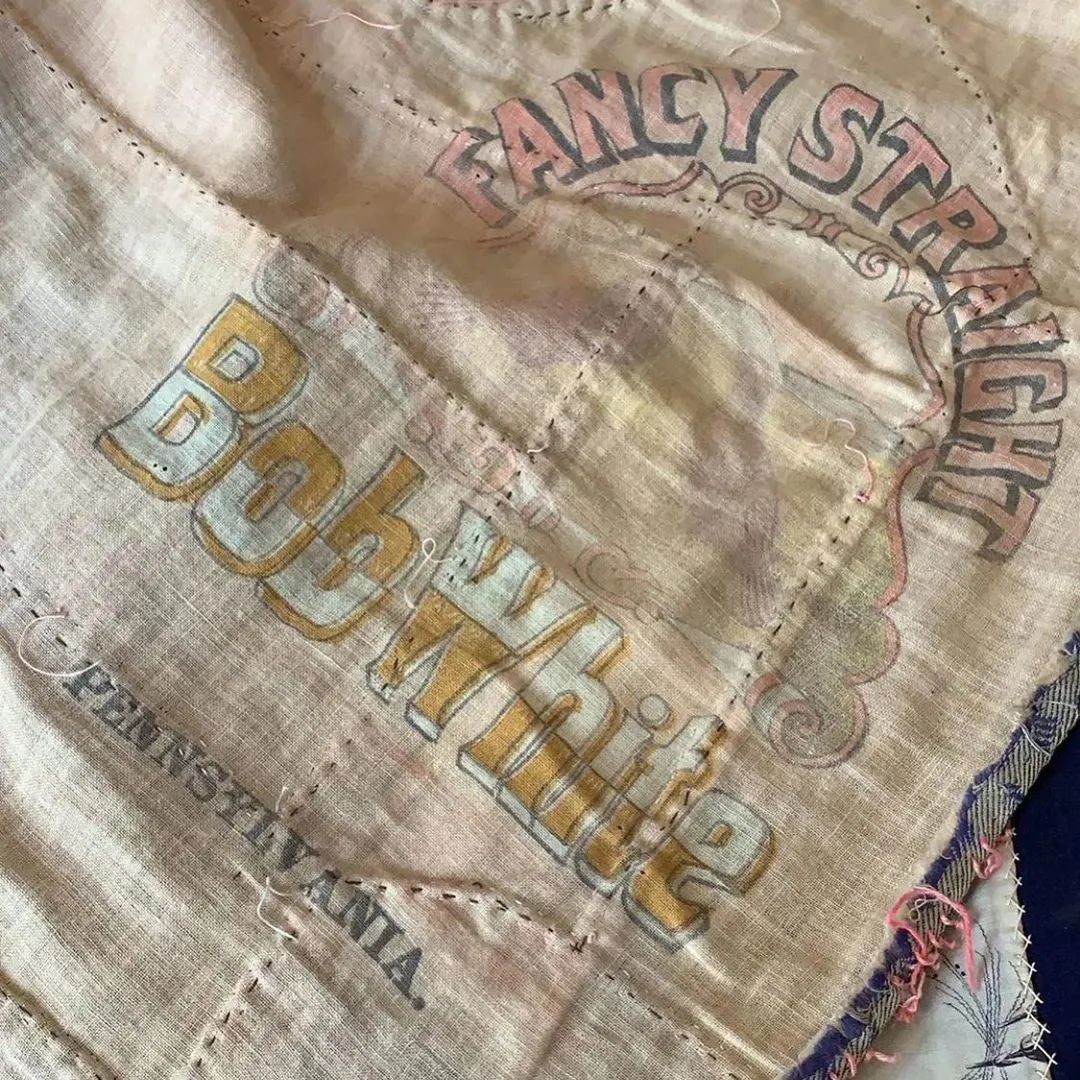 FANCY STRAIGHT
Bob White
PENNSYLVANIA.